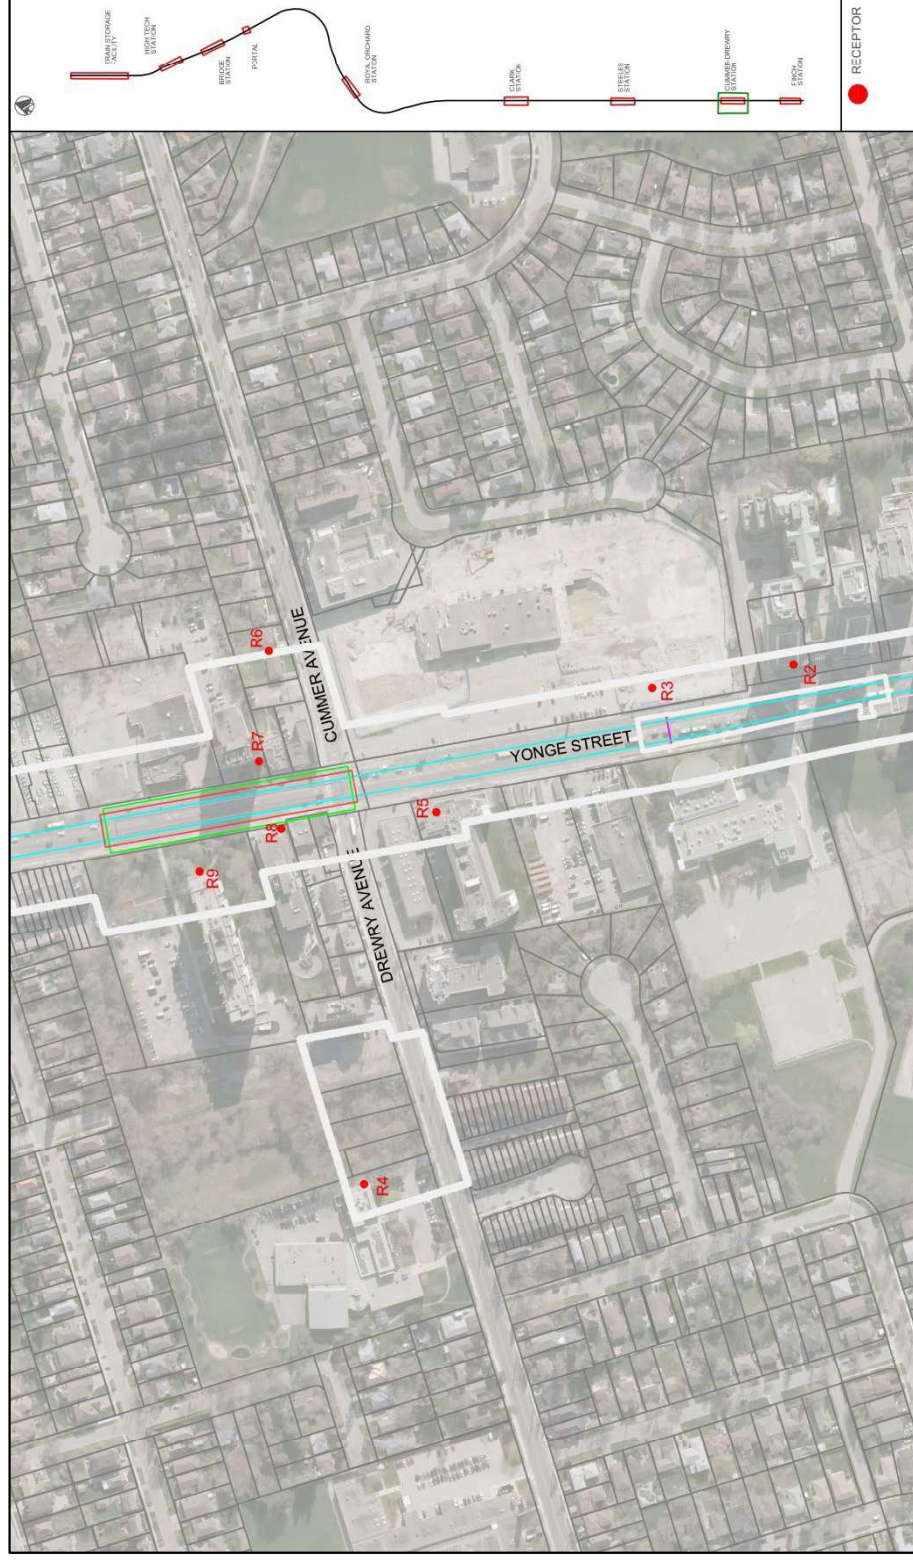 TRAIN STORAGE
FACILITY
HIGH TECH
STATION
BRIDGE
STATION
PORTAL
ROYAL ORCHARD
STATION
CLARK
STATION
STEELES
STATION
CUMMER-DREWRY
STATION
FINCH
STATION
RECEPTOR
R6
R7
CUMMER AVENUE
R3
R2
YONGE STREET
R8
R5
R9
DREWRY AVENUE
R4